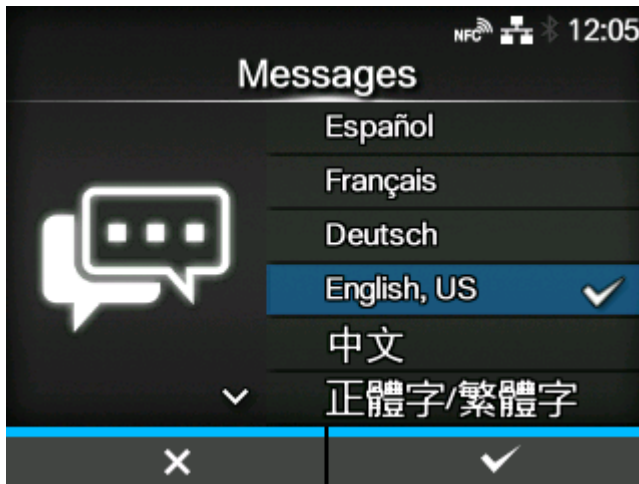 NFC 12:05
Messages
Español
Français
Deutsch
English, US
中文
正體字/繁體字